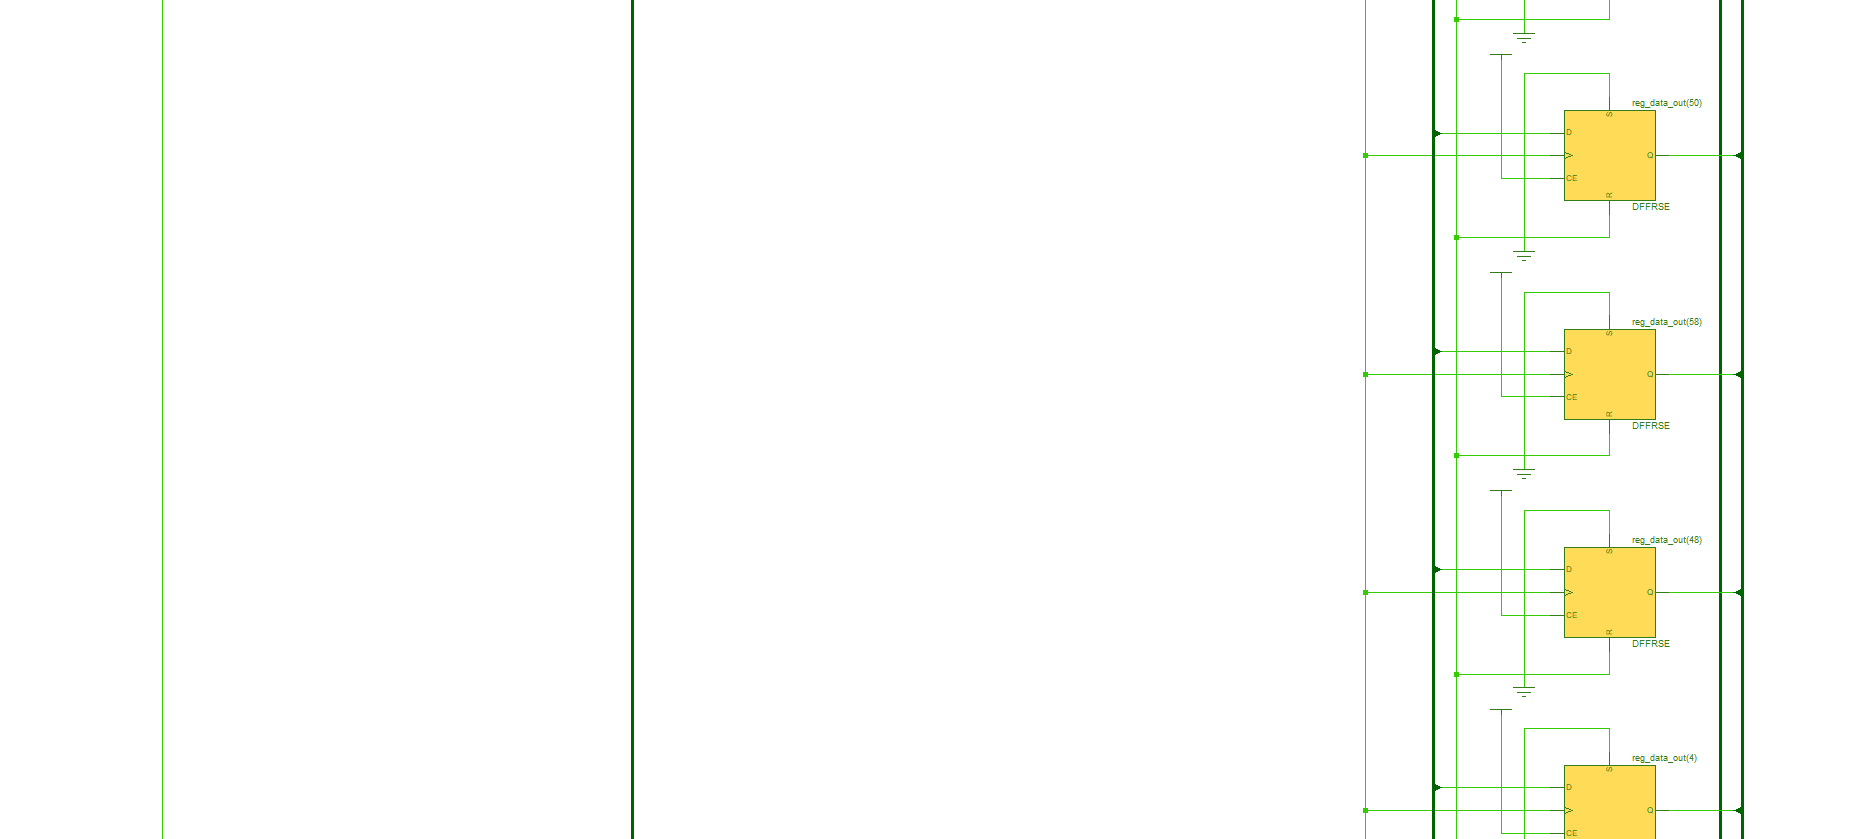 reg_data_out(50)
S
D
Q
CE
R
DFFRSE
reg_data_out(58)
S
D
Q
CE
R
DFFRSE
reg_data_out(48)
S
D
Q
CE
R
DFFRSE
reg_data_out(4)
S
D
Q
CE